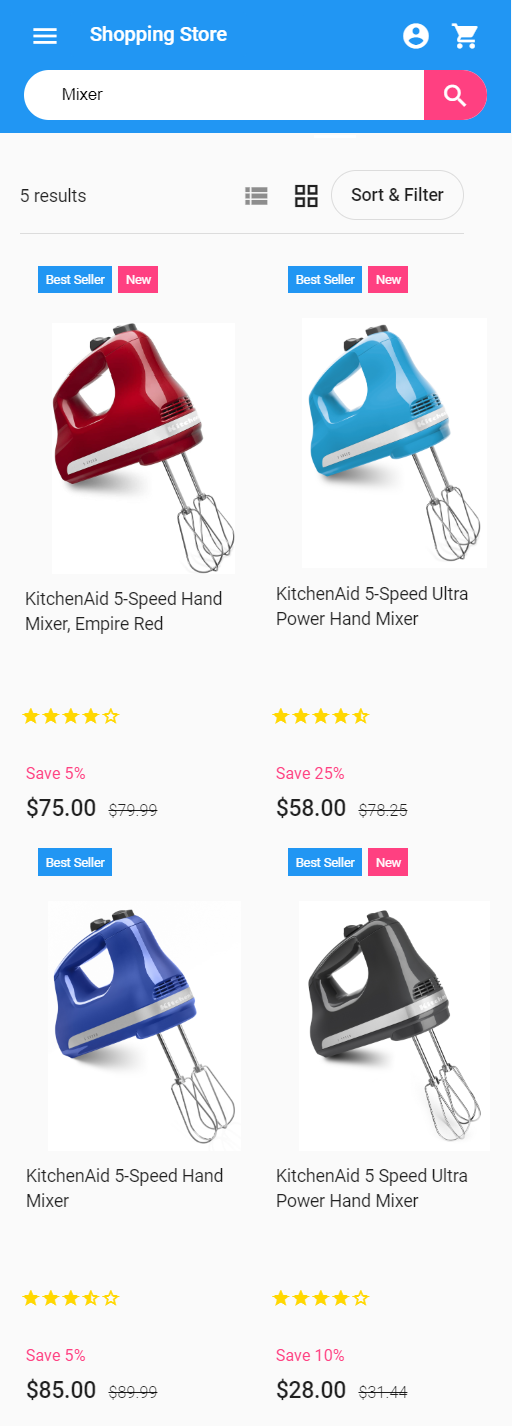 Shopping Store
Mixer
5 results
Sort & Filter
Best Seller New
Best Seller New
KitchenAid 5-Speed Hand
Mixer, Empire Red
KitchenAid 5-Speed Ultra
Power Hand Mixer
Save 5%
$75.00 $79.99
Save 25%
$58.00 $78.25
Best Seller
Best Seller New
KitchenAid 5-Speed Hand
Mixer
KitchenAid 5 Speed Ultra
Power Hand Mixer
Save 5%
$85.00 $89.99
Save 10%
$28.00 $31.44